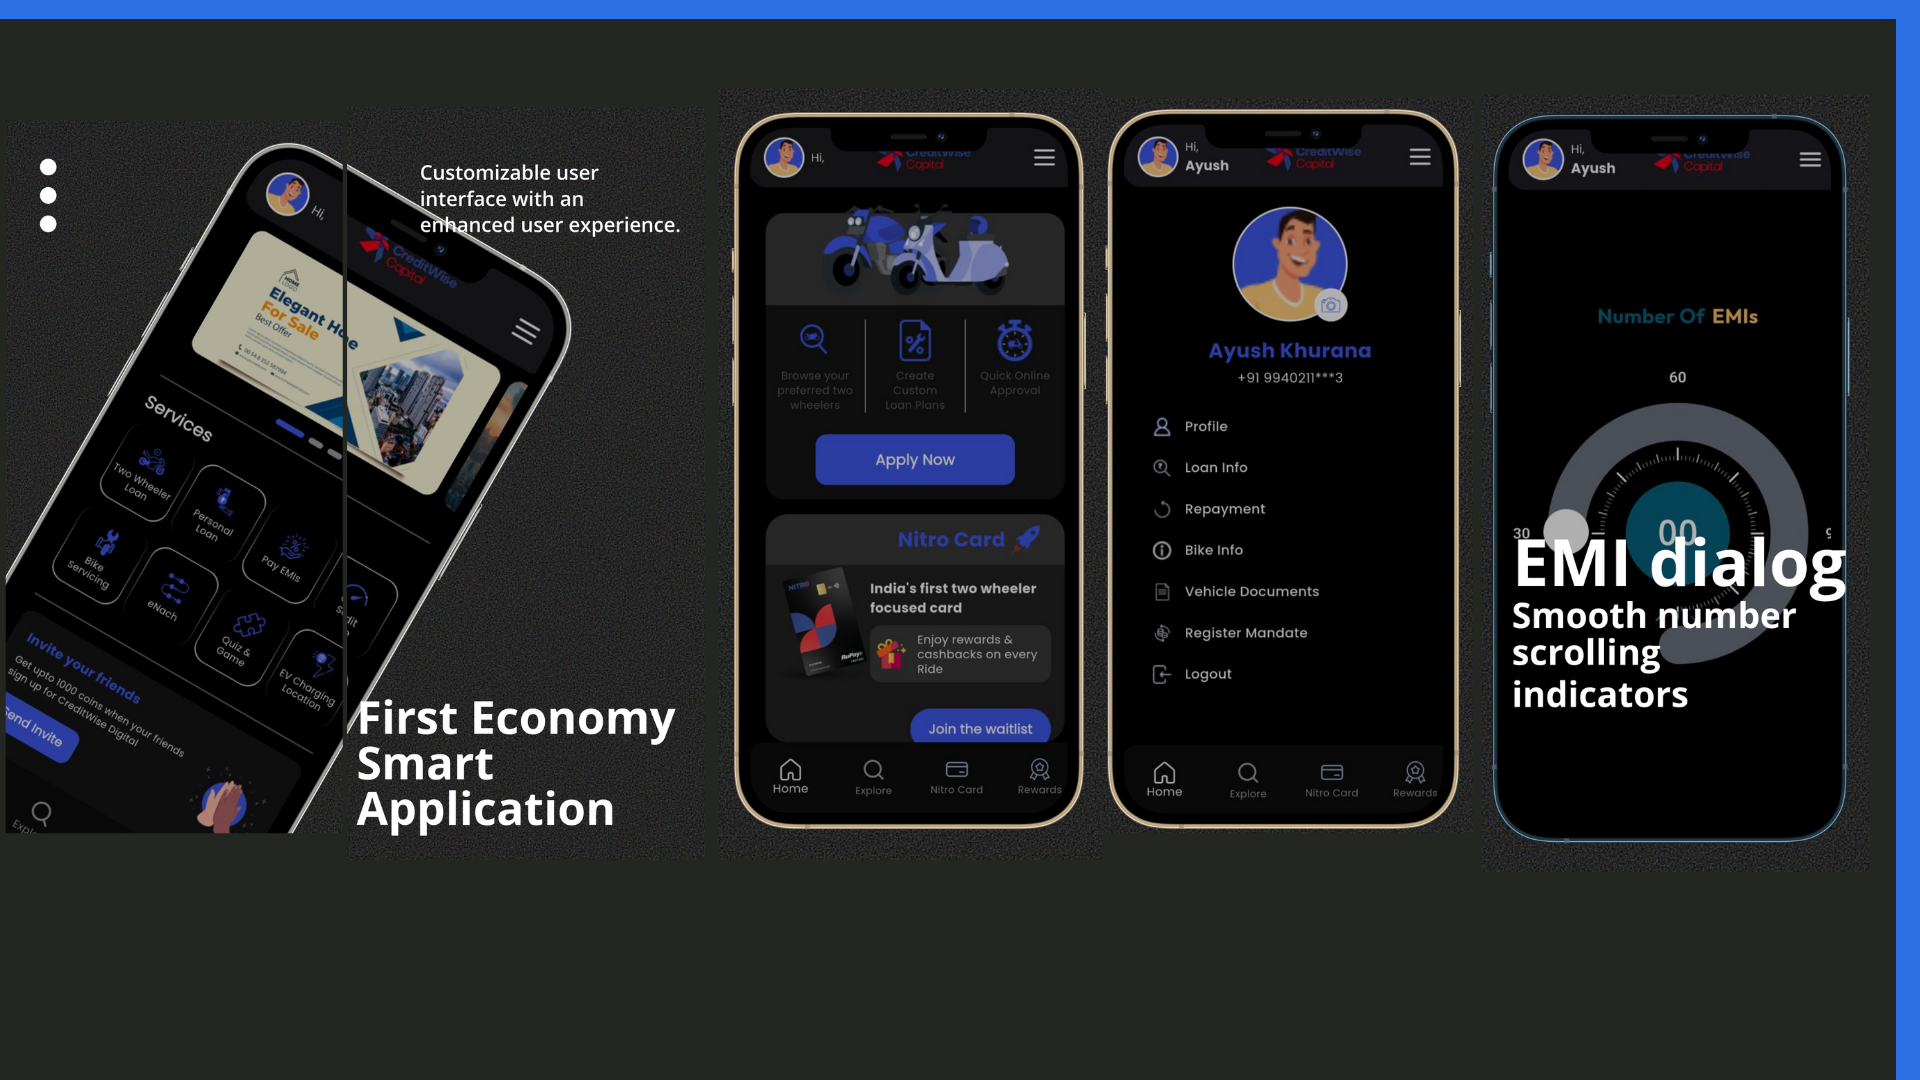 Customizable user
interface with an
enhanced user experience.
Hi,
CreditWise
Capital
HOME
LOGO
Elegant Home
For Sale
Best Offer
Services
Two Wheeler
Loan
Personal
Loan
Pay EMIs
Bike
Servicing
eNach
Quiz &
Game
EV Charging
Location
Invite your friends
Get upto 1000 coins when your friends
sign up for CreditWise Digital
Send Invite
First Economy
Smart
Application
Hi,
CreditWise
Capital
Browse your
preferred two
wheelers
Create
Custom
Loan Plans
Quick Online
Approval
Apply Now
Nitro Card
NITRO
RuPay
India's first two wheeler
focused card
Enjoy rewards &
cashbacks on every
Ride
Join the waitlist
Home
Explore
Nitro Card
Rewards
Hi,
Ayush
CreditWise
Capital
Ayush Khurana
+91 9940211***3
Profile
Loan Info
Repayment
Bike Info
Vehicle Documents
Register Mandate
Logout
Home
Explore
Nitro Card
Rewards
Hi,
Ayush
CreditWise
Capital
Number Of EMIs
60
30
00
EMI dialog
Smooth number
scrolling
indicators